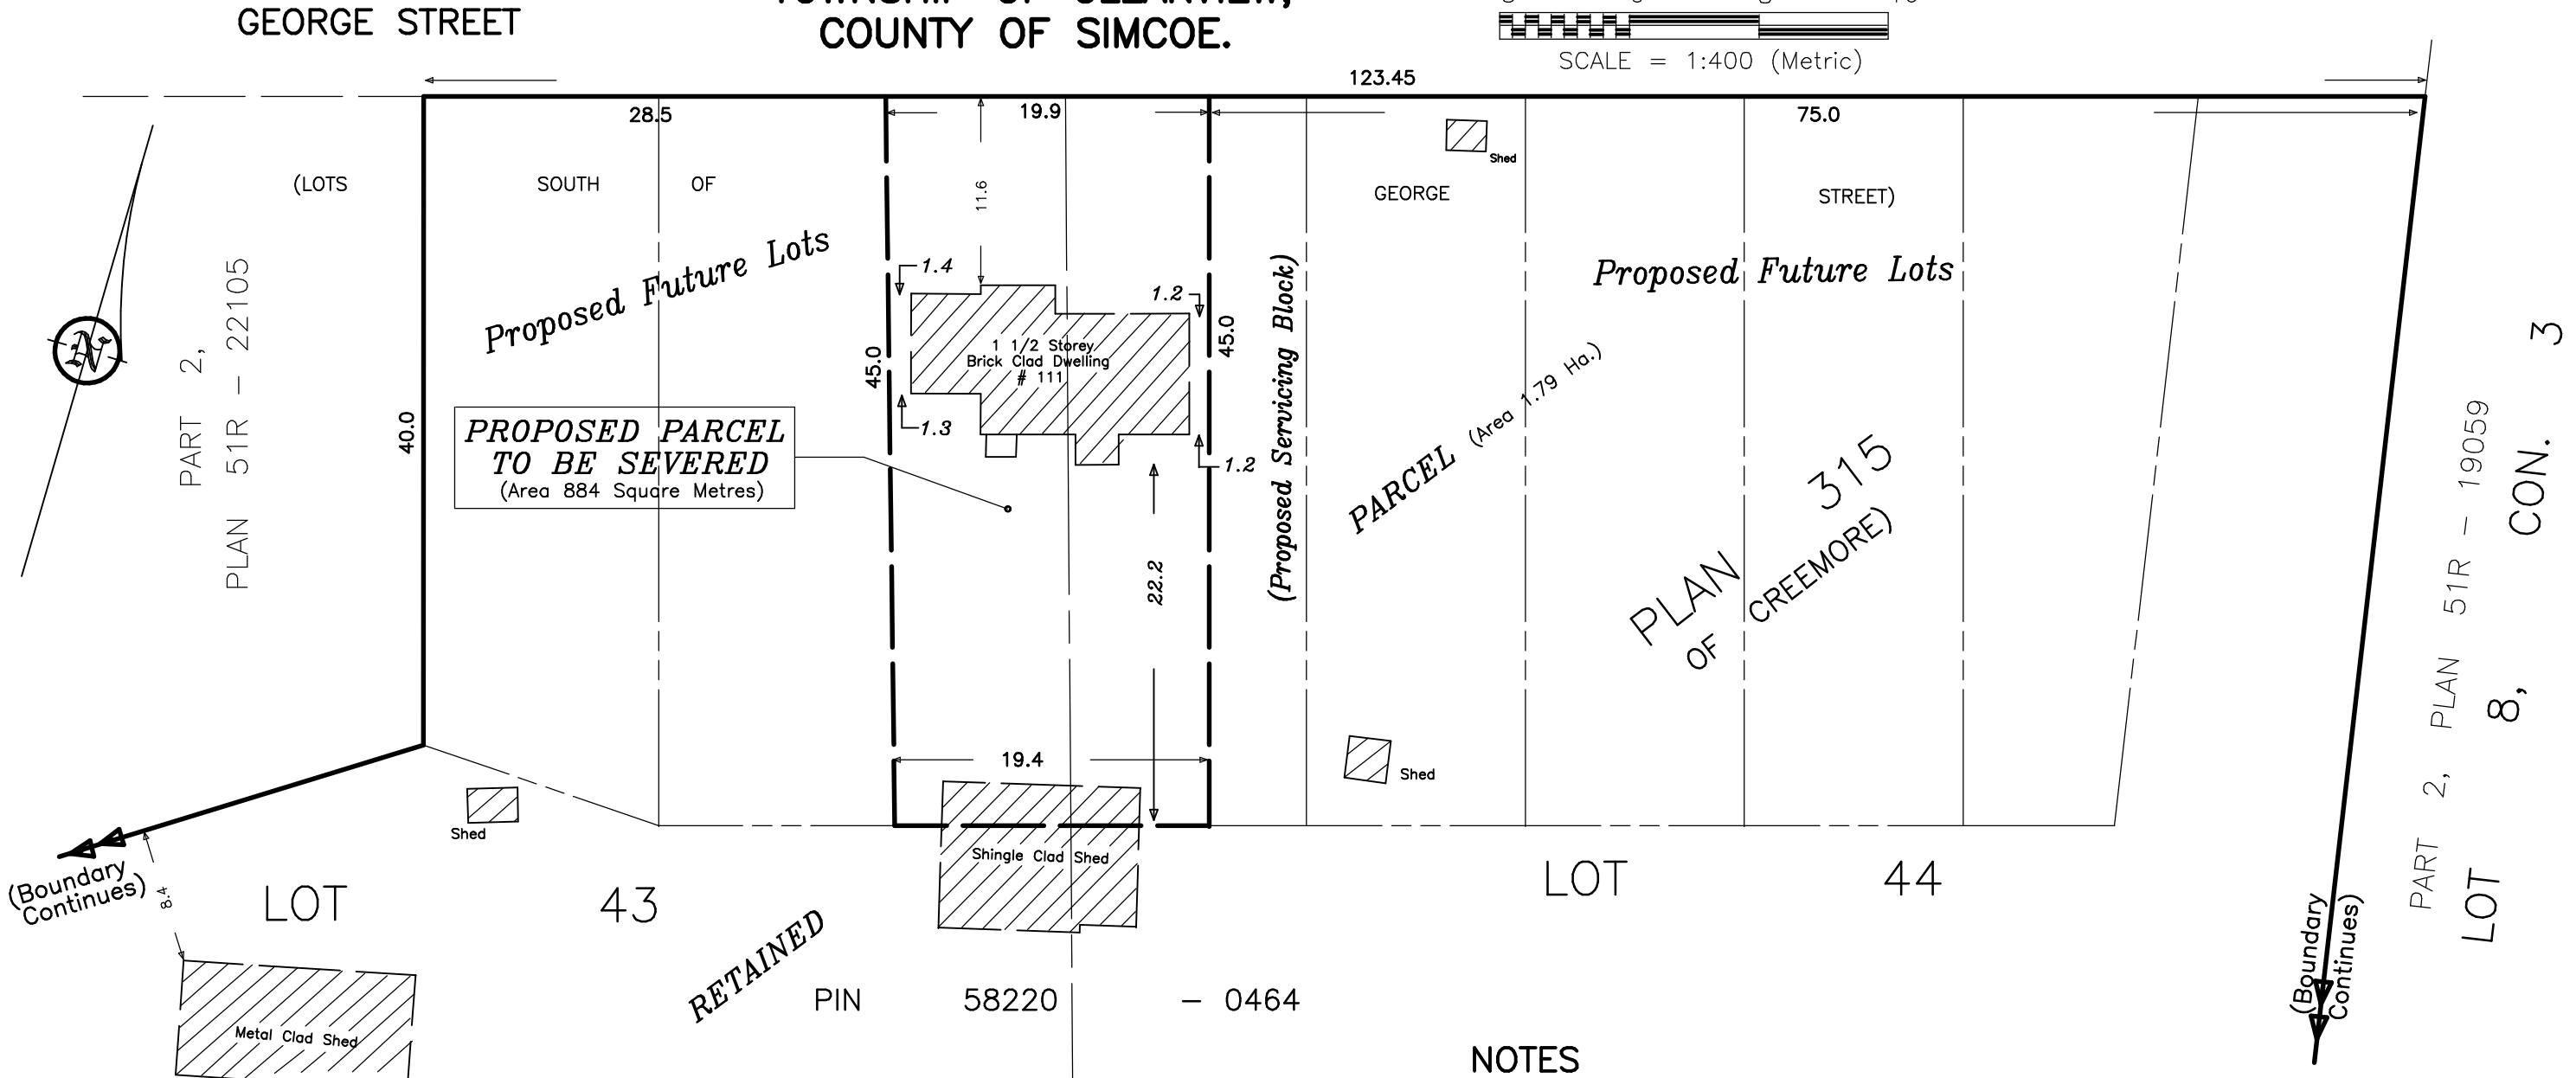 GEORGE STREET
COUNTY OF SIMCOE.
SCALE = 1:400 (Metric)
123.45
28.5
19.9
75.0
(LOTS SOUTH OF GEORGE STREET)
11.6
Shed
Proposed Future Lots
Proposed Future Lots
1.4
1.2
1 1/2 Storey
Brick Clad Dwelling
# 111
1.3
1.2
45.0
45.0
40.0
PART 2,
PLAN 51R - 22105
N
PROPOSED PARCEL
TO BE SEVERED
(Area 884 Square Metres)
(Proposed Servicing Block)
22.2
19.4
RETAINED PARCEL (Area 1.79 Ha.)
PLAN 315
OF CREEMORE)
PART 2, PLAN 51R - 19059
LOT 8, CON. 3
Shed
Shed
Shingle Clad Shed
(Boundary
Continues)
8.4
LOT 43
LOT 44
(Boundary
Continues)
PIN 58220 - 0464
Metal Clad Shed
NOTES